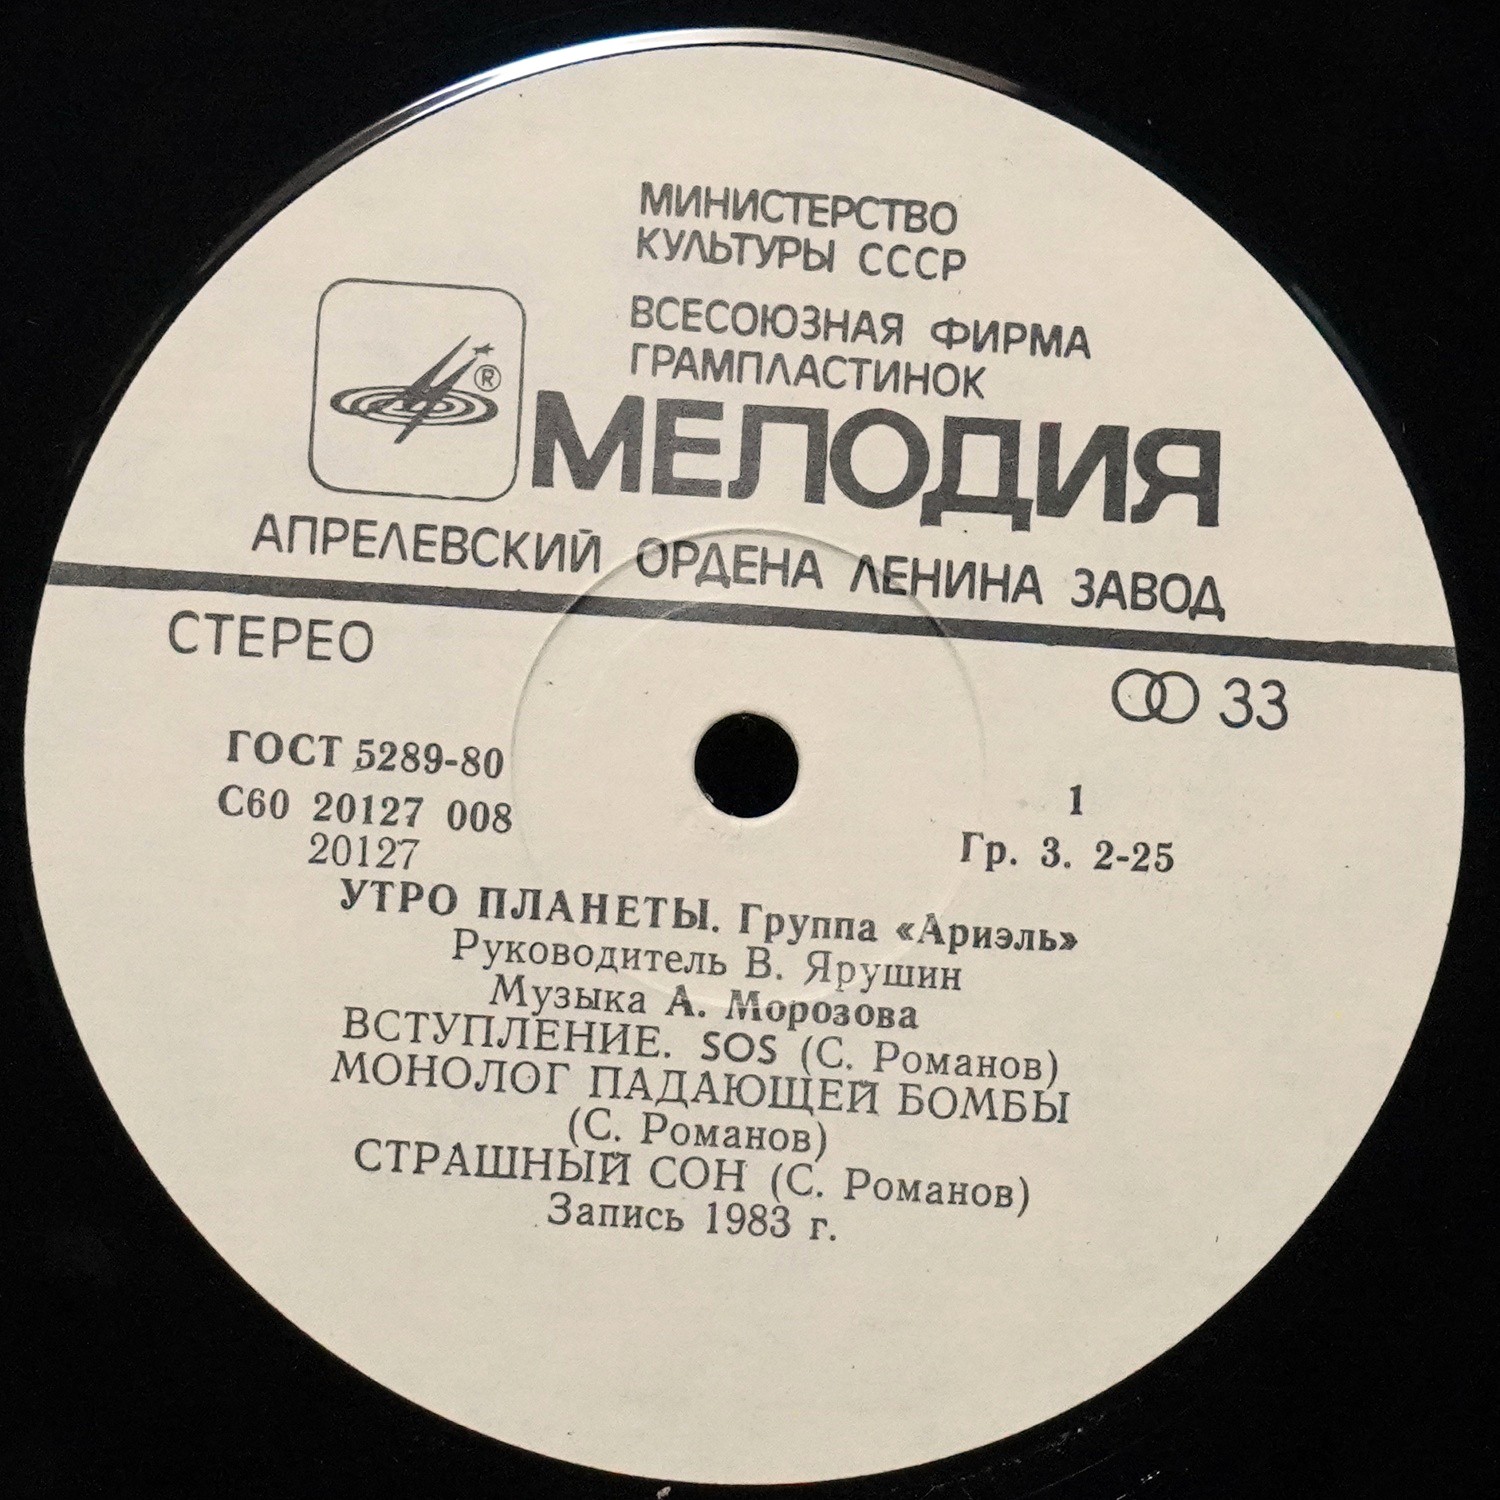 МИНИСТЕРСТВО
КУЛЬТУРЫ СССР
ВСЕСОЮЗНАЯ ФИРМА
ГРАМПЛАСТИНОК
®
МЕЛОДИЯ
АПРЕЛЕВСКИЙ ОРДЕНА ЛЕНИНА ЗАВОД
СТЕРЕО
33
ГОСТ 5289-80
С60 20127 008
20127
1
Гр. 3. 2-25
УТРО ПЛАНЕТЫ. Группа «Ариэль»
Руководитель В. Ярушин
Музыка А. Морозова
ВСТУПЛЕНИЕ. SOS (С. Романов)
МОНОЛОГ ПАДАЮЩЕЙ БОМБЫ
(С. Романов)
СТРАШНЫЙ СОН (С. Романов)
Запись 1983 г.